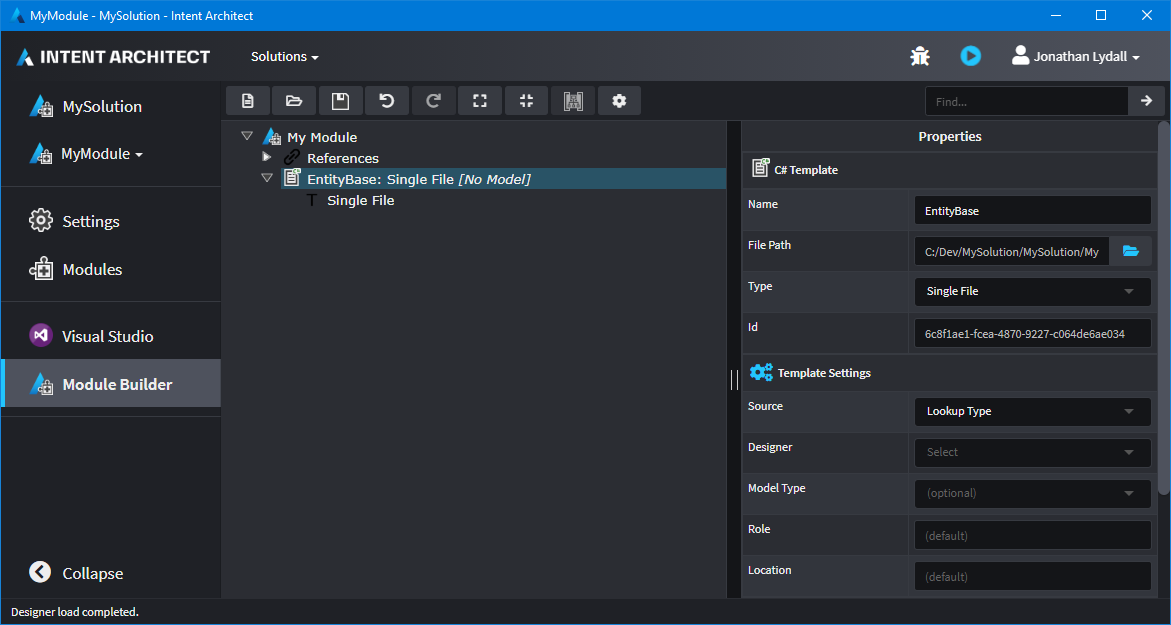 MyModule - MySolution - Intent Architect
INTENT ARCHITECT
Solutions
Jonathan Lydall
MySolution
MyModule
Settings
Modules
Visual Studio
Module Builder
Collapse
Find...
My Module
References
EntityBase: Single File [No Model]
T Single File
Properties
C# Template
Name
EntityBase
File Path
C:/Dev/MySolution/MySolution/My
Type
Single File
Id
6c8f1ae1-fcea-4870-9227-c064de6ae034
Template Settings
Source
Lookup Type
Designer
Select
Model Type
(optional)
Role
(default)
Location
(default)
Designer load completed.